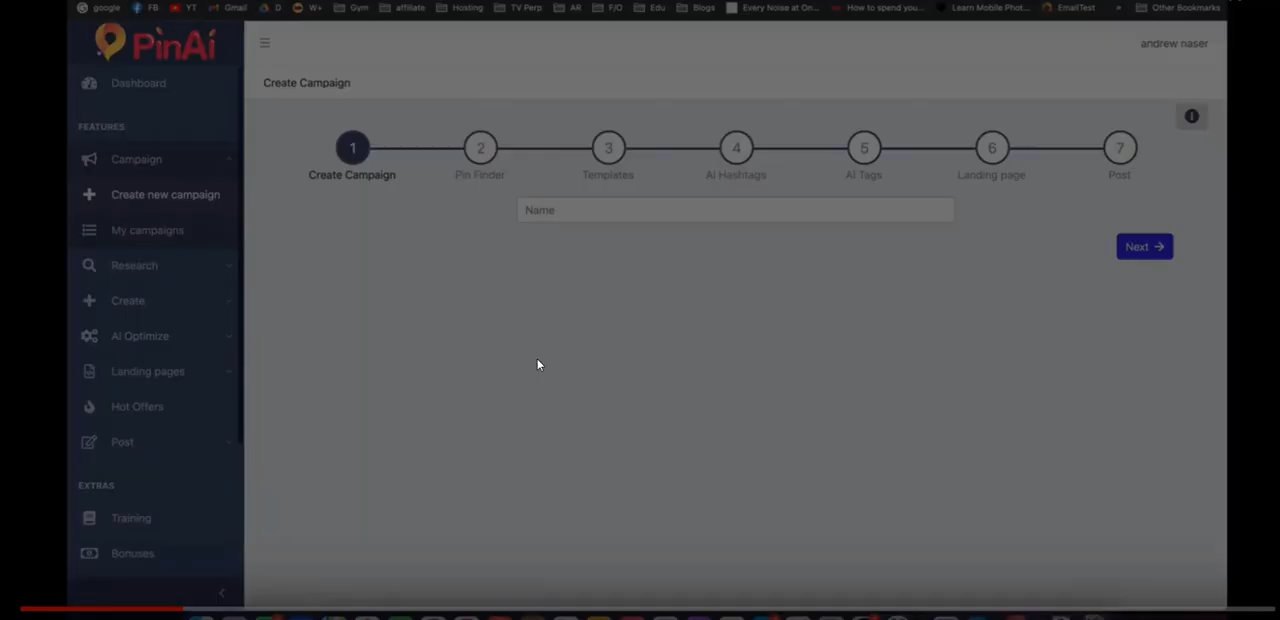 google FB YT Gmail D W+ Gym affiliate Hosting TV Perp AR F/O Edu Blogs Every Noise at On... How to spend you... Learn Mobile Phot... EmailTest » Other Bookmarks
PinAi
andrew naser
Dashboard
Create Campaign
FEATURES
Campaign
Create new campaign
My campaigns
Research
Create
AI Optimize
Landing pages
Hot Offers
Post
EXTRAS
Training
Bonuses
1 2 3 4 5 6 7
Create Campaign Pin Finder Templates AI Hashtags AI Tags Landing page Post
Name
Next →